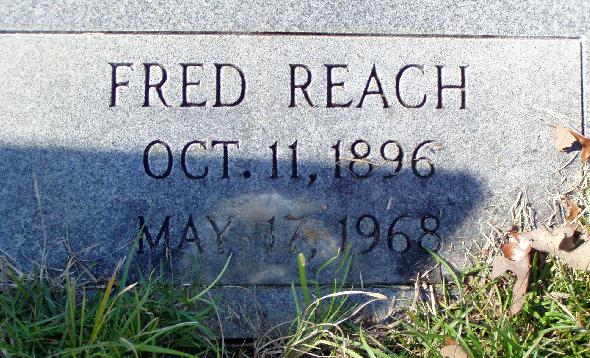 FRED REACH
OCT. 11, 1896
MAY 17, 1968